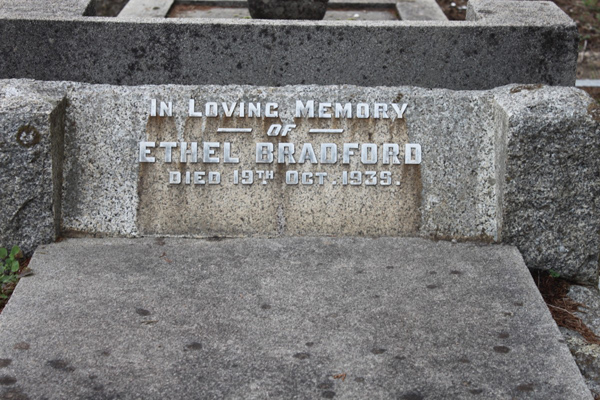 IN LOVING MEMORY
OF
ETHEL BRADFORD
DIED 19TH OCT. 1939.